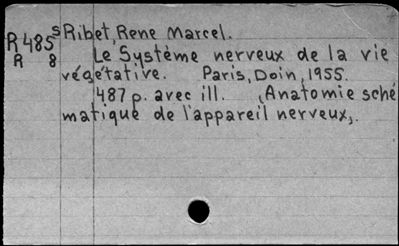 R485 s Ribet, Rene Marcel.
R 8 Le Système nerveux de la vie
végétative. Paris, Doin, 1955.
487 p. avec ill. (Anatomie sché
matique de l'appareil nerveux).